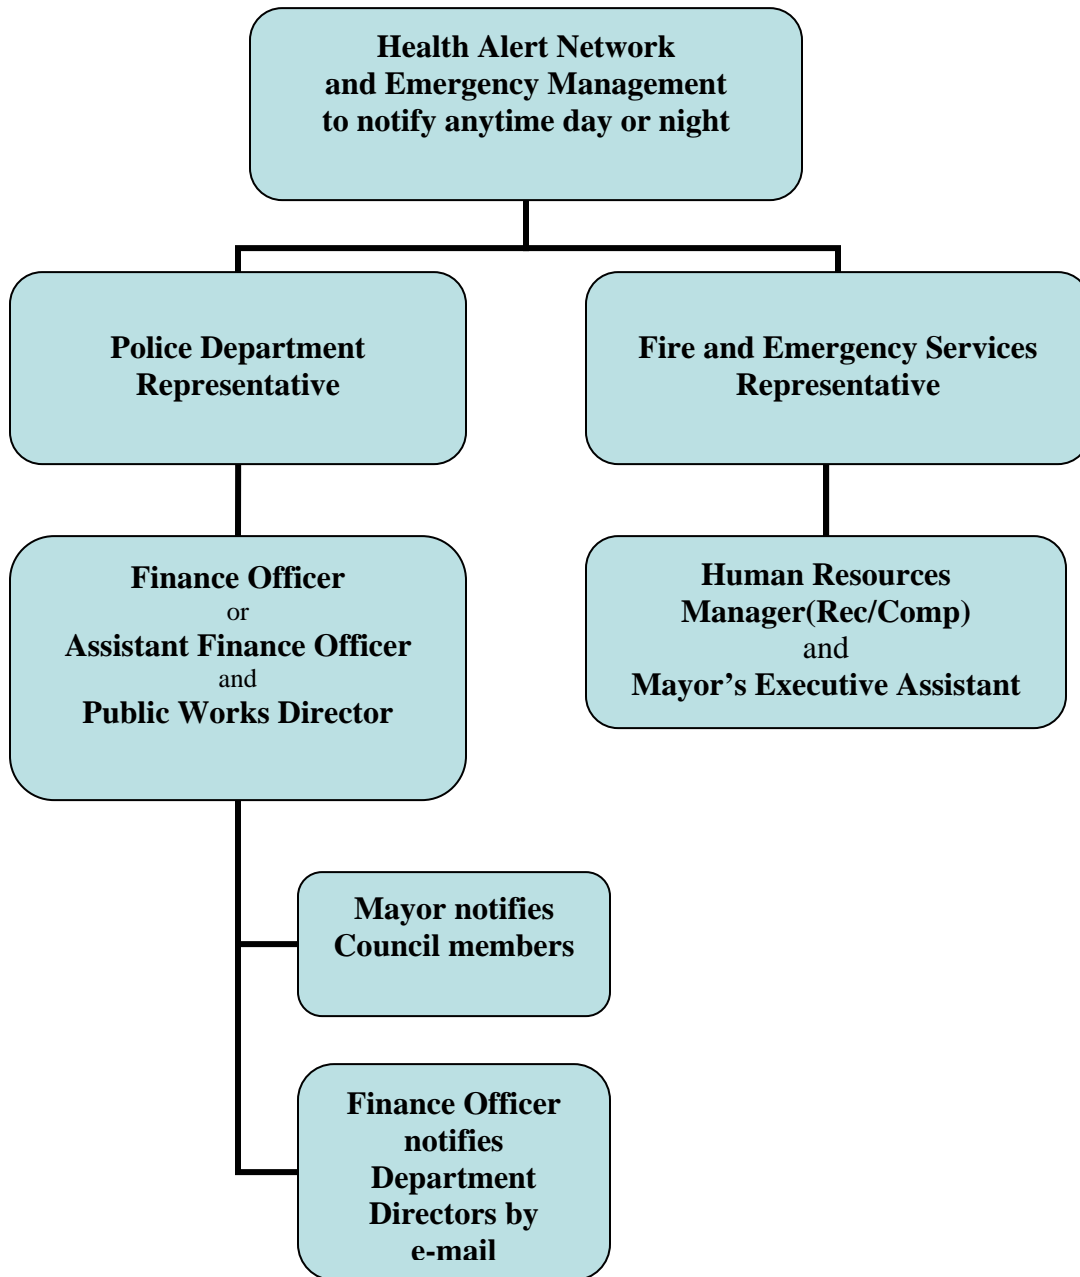 Health Alert Network
and Emergency Management
to notify anytime day or night
Police Department
Representative
Fire and Emergency Services
Representative
Finance Officer
or
Assistant Finance Officer
and
Public Works Director
Human Resources
Manager(Rec/Comp)
and
Mayor’s Executive Assistant
Mayor notifies
Council members
Finance Officer
notifies
Department
Directors by
e-mail